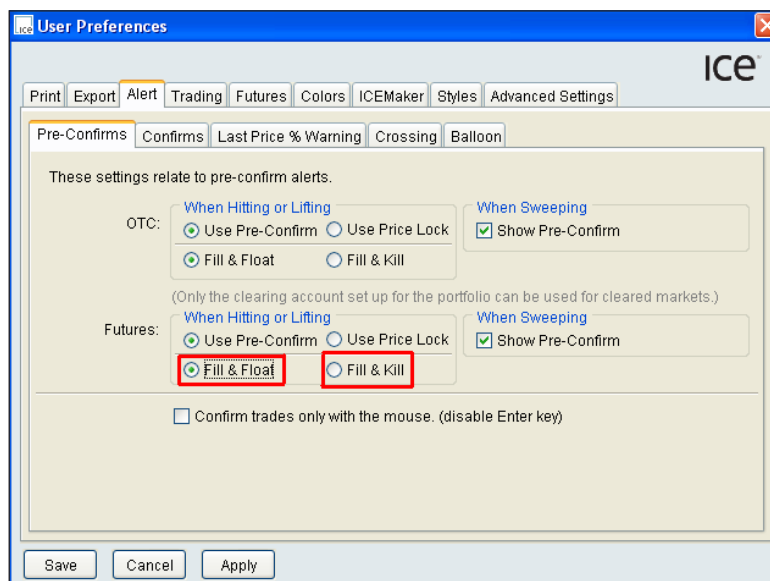 ice User Preferences
ICE
Print Export Alert Trading Futures Colors ICEMaker Styles Advanced Settings
Pre-Confirms Confirms Last Price % Warning Crossing Balloon
These settings relate to pre-confirm alerts.
When Hitting or Lifting When Sweeping
OTC: Use Pre-Confirm Use Price Lock Show Pre-Confirm
Fill & Float Fill & Kill
(Only the clearing account set up for the portfolio can be used for cleared markets.)
When Hitting or Lifting When Sweeping
Futures: Use Pre-Confirm Use Price Lock Show Pre-Confirm
Fill & Float Fill & Kill
Confirm trades only with the mouse. (disable Enter key)
Save Cancel Apply